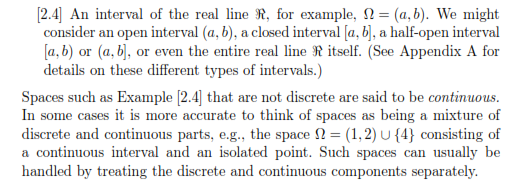 [2.4] An interval of the real line ℜ, for example, Ω = (a, b). We might
consider an open interval (a, b), a closed interval [a, b], a half-open interval
[a, b) or (a, b], or even the entire real line ℜ itself. (See Appendix A for
details on these different types of intervals.)
Spaces such as Example [2.4] that are not discrete are said to be continuous.
In some cases it is more accurate to think of spaces as being a mixture of
discrete and continuous parts, e.g., the space Ω = (1, 2) ∪ {4} consisting of
a continuous interval and an isolated point. Such spaces can usually be
handled by treating the discrete and continuous components separately.